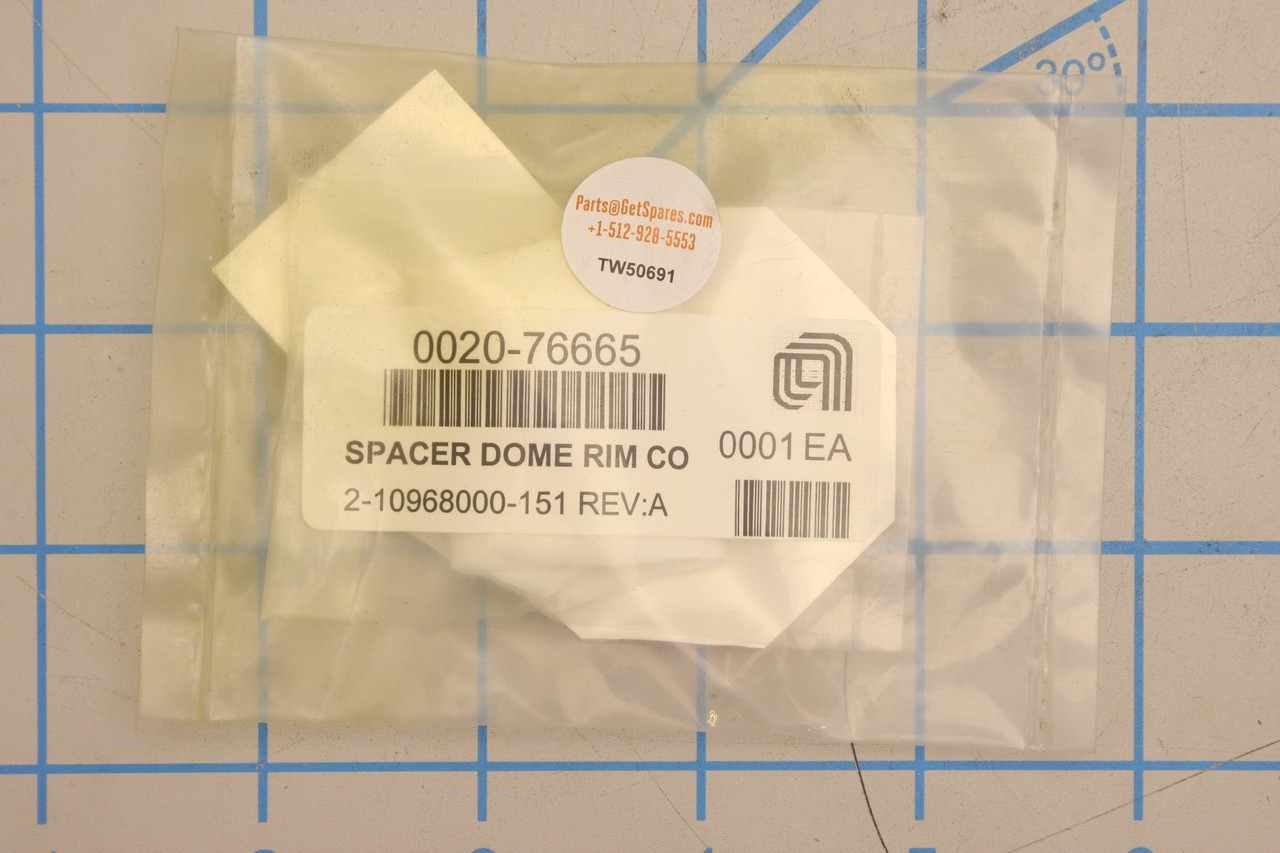 30°
Parts@GetSpares.com
+1-512-928-5553
TW50691
0020-76665
SPACER DOME RIM CO
0001 EA
2-10968000-151 REV:A